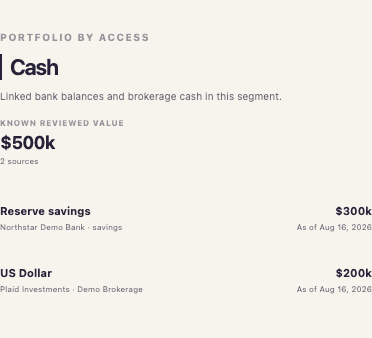 PORTFOLIO BY ACCESS
Cash
Linked bank balances and brokerage cash in this segment.
KNOWN REVIEWED VALUE
$500k
2 sources
Reserve savings $300k
Northstar Demo Bank · savings As of Aug 16, 2026
US Dollar $200k
Plaid Investments · Demo Brokerage As of Aug 16, 2026